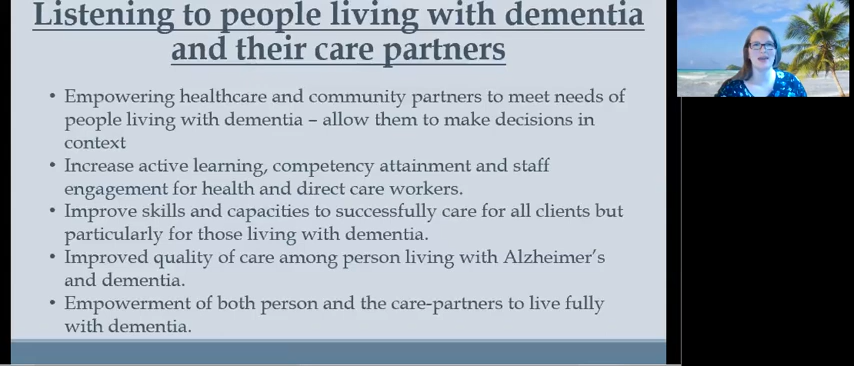 Listening to people living with dementia
and their care partners
• Empowering healthcare and community partners to meet needs of
people living with dementia – allow them to make decisions in
context
• Increase active learning, competency attainment and staff
engagement for health and direct care workers.
• Improve skills and capacities to successfully care for all clients but
particularly for those living with dementia.
• Improved quality of care among person living with Alzheimer's
and dementia.
• Empowerment of both person and the care-partners to live fully
with dementia.